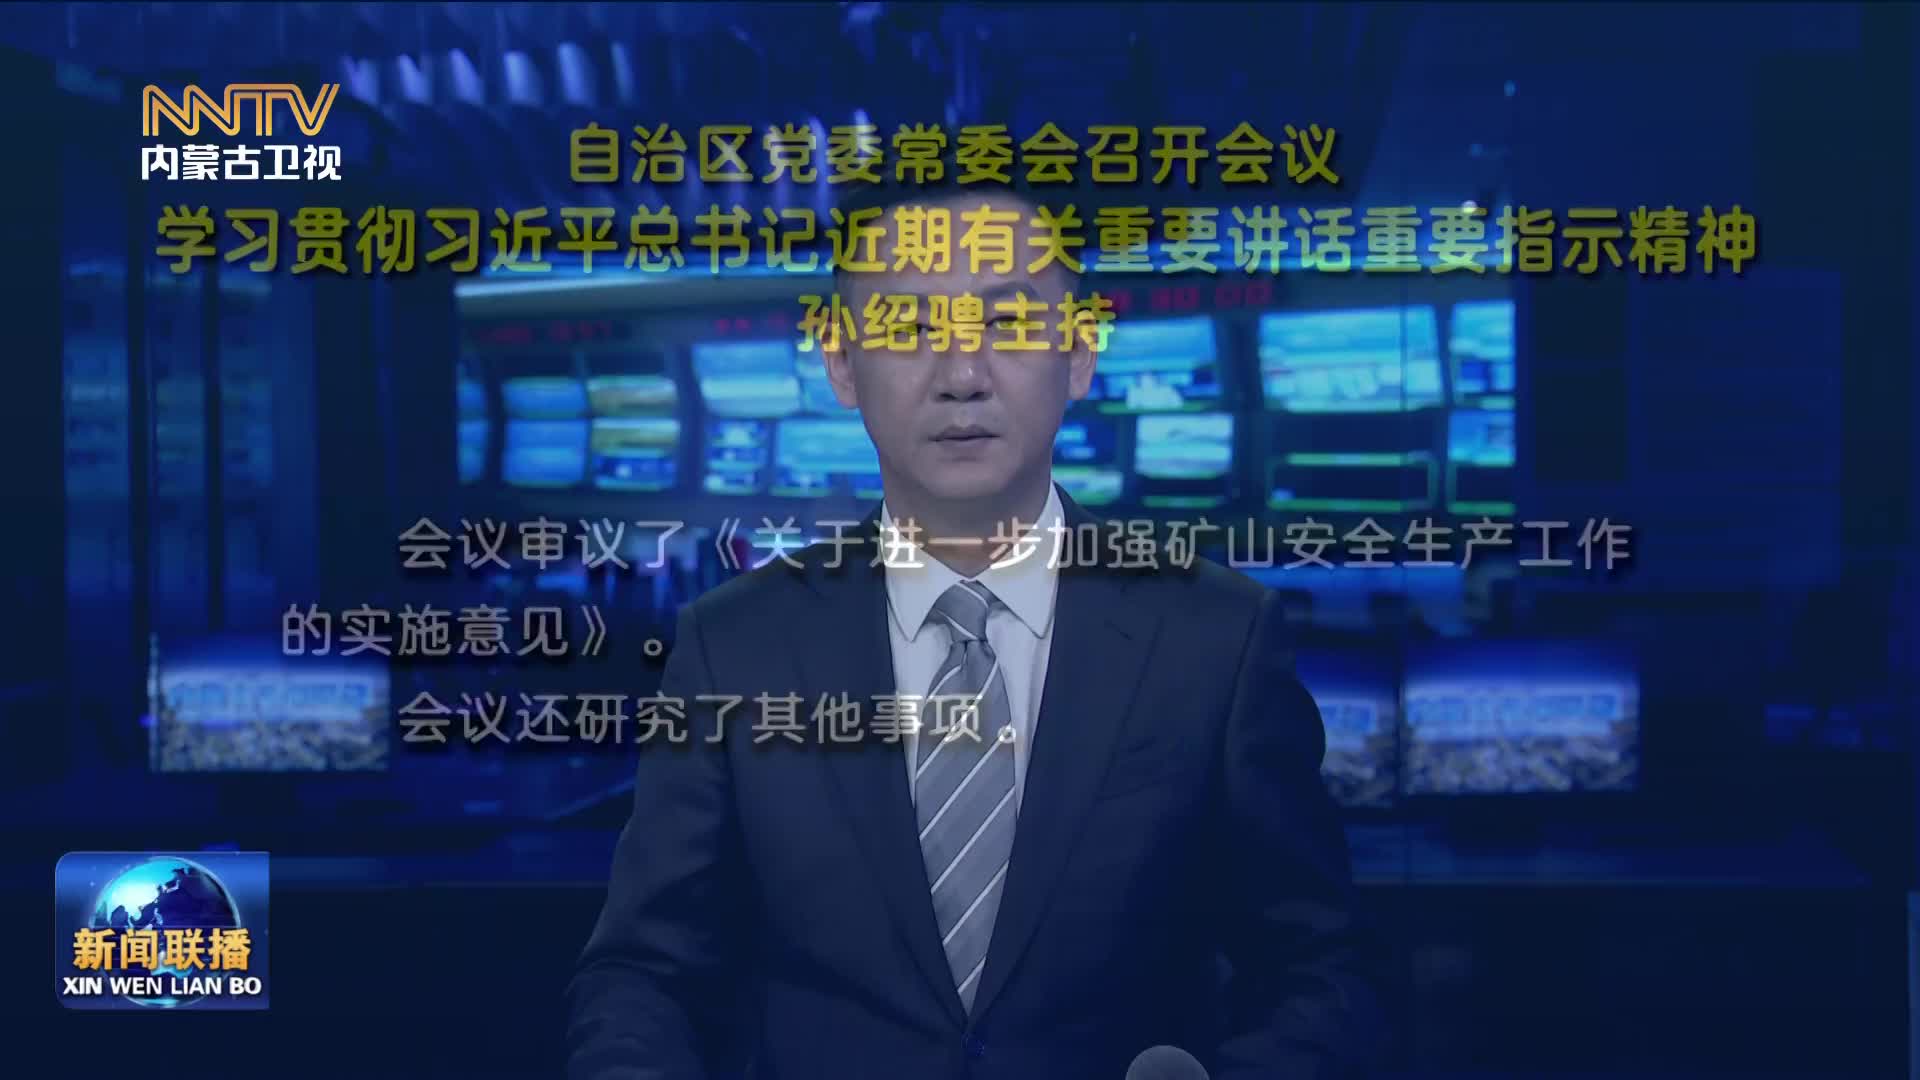 NNTV
内蒙古卫视
自治区党委常委会召开会议
学习贯彻习近平总书记近期有关重要讲话重要指示精神
孙绍骋主持
会议审议了《关于进一步加强矿山安全生产工作
的实施意见》。
会议还研究了其他事项。
新闻联播
XIN WEN LIAN BO